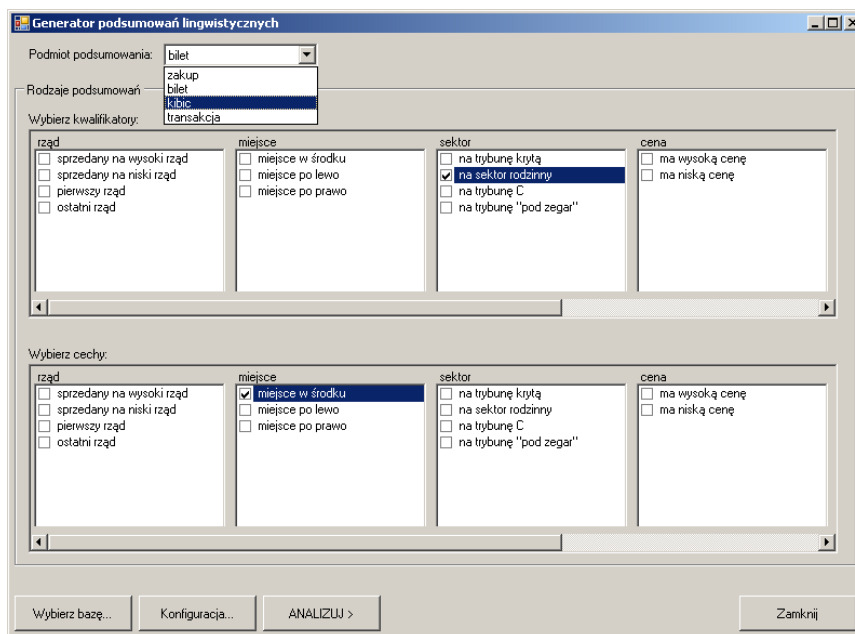 Generator podsumowań lingwistycznych
Podmiot podsumowania: bilet
zakup
bilet
kibic
transakcja
Rodzaje podsumowań
Wybierz kwalifikatory:
rząd miejsce sektor cena
sprzedany na wysoki rząd miejsce w środku na trybunę krytą ma wysoką cenę
sprzedany na niski rząd miejsce po lewo na sektor rodzinny ma niską cenę
pierwszy rząd miejsce po prawo na trybunę C
ostatni rząd na trybunę "pod zegar"
Wybierz cechy:
rząd miejsce sektor cena
sprzedany na wysoki rząd miejsce w środku na trybunę krytą ma wysoką cenę
sprzedany na niski rząd miejsce po lewo na sektor rodzinny ma niską cenę
pierwszy rząd miejsce po prawo na trybunę C
ostatni rząd na trybunę "pod zegar"
Wybierz bazę... Konfiguracja... ANALIZUJ > Zamknij